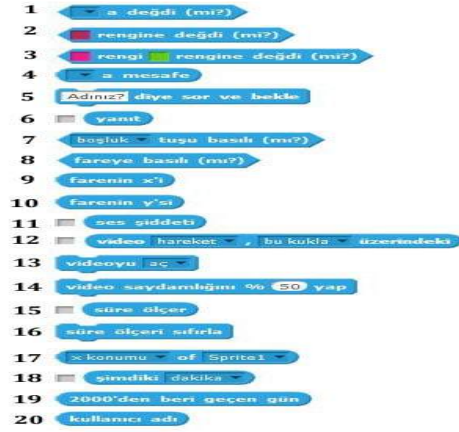 1 a değdi (mi?)
2 rengine değdi (mi?)
3 rengi rengine değdi (mi?)
4 a mesafe
5 Adınız? diye sor ve bekle
6 yanıt
7 boşluk tuşu basılı (mı?)
8 fareye basılı (mı?)
9 farenin x'i
10 farenin y'si
11 ses şiddeti
12 video hareket , bu kukla üzerindeki
13 videoyu aç
14 video saydamlığını % 50 yap
15 süre ölçer
16 süre ölçeri sıfırla
17 x konumu of Sprite1
18 şimdiki dakika
19 2000'den beri geçen gün
20 kullanıcı adı